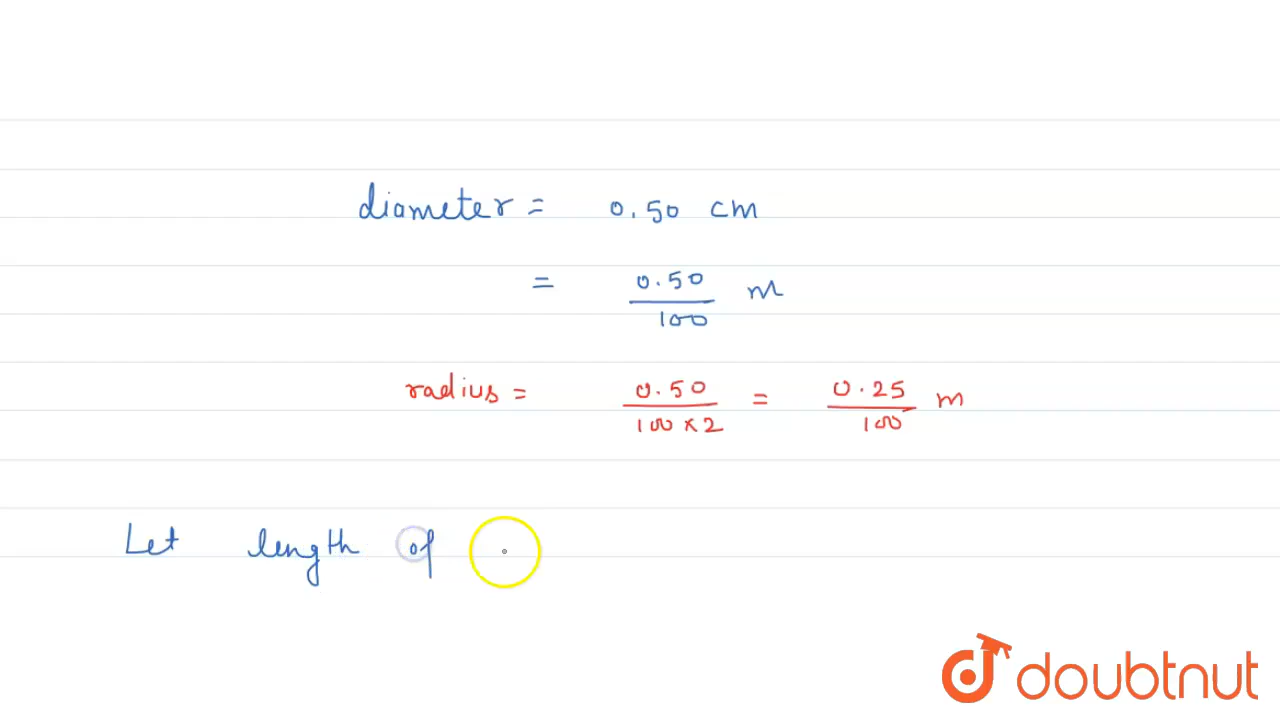 diameter = 0.50 cm
= 0.50/100 m
radius = 0.50/100×2 = 0.25/100 m
Let length of
doubtnut